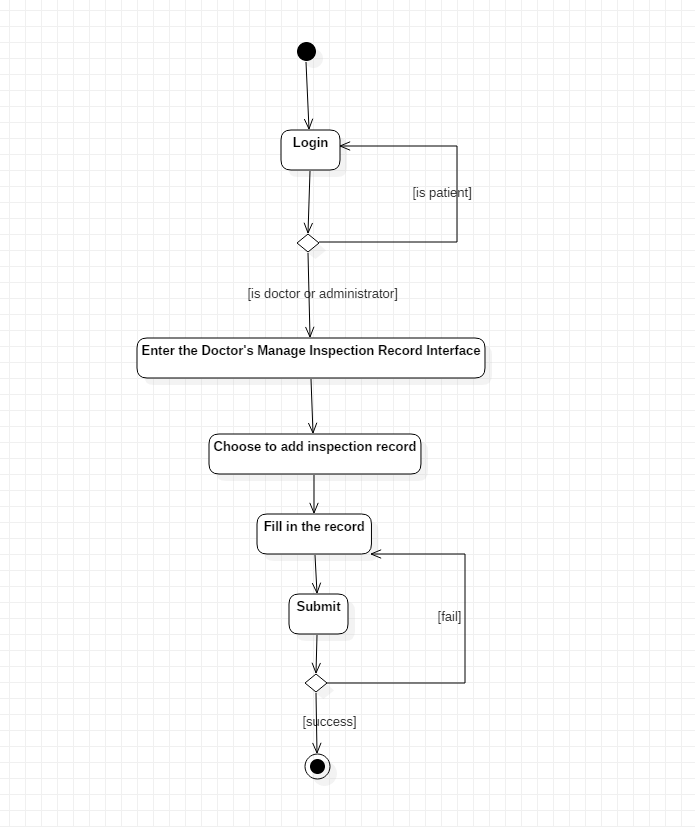 Login
[is patient]
[is doctor or administrator]
Enter the Doctor's Manage Inspection Record Interface
Choose to add inspection record
Fill in the record
Submit
[fail]
[success]